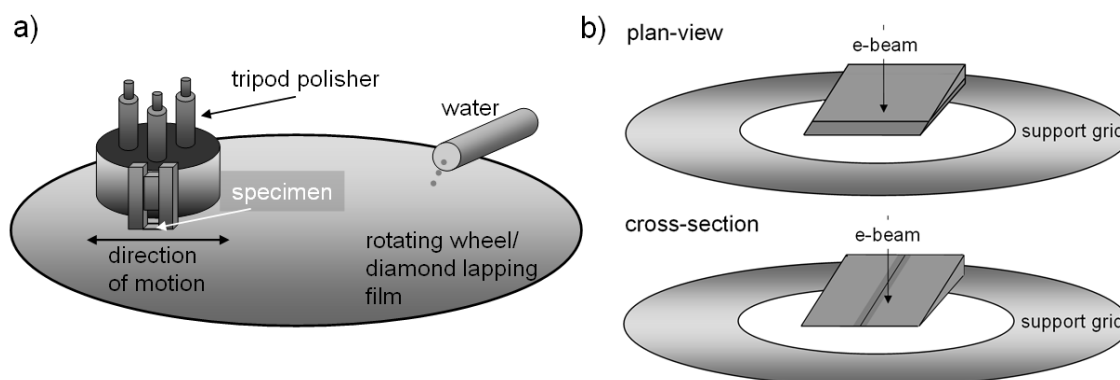 a)
tripod polisher
water
specimen
direction
of motion
rotating wheel/
diamond lapping
film
b)
plan-view
e-beam
support grid
cross-section
e-beam
support grid